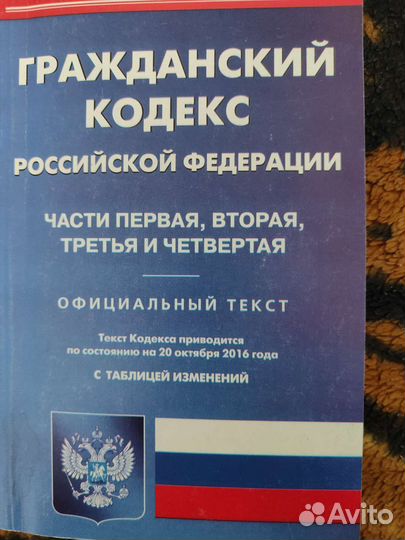 ГРАЖДАНСКИЙ
КОДЕКС
РОССИЙСКОЙ ФЕДЕРАЦИИ
ЧАСТИ ПЕРВАЯ, ВТОРАЯ,
ТРЕТЬЯ И ЧЕТВЕРТАЯ
ОФИЦИАЛЬНЫЙ ТЕКСТ
Текст Кодекса приводится
по состоянию на 20 октября 2016 года
С ТАБЛИЦЕЙ ИЗМЕНЕНИЙ
Avito